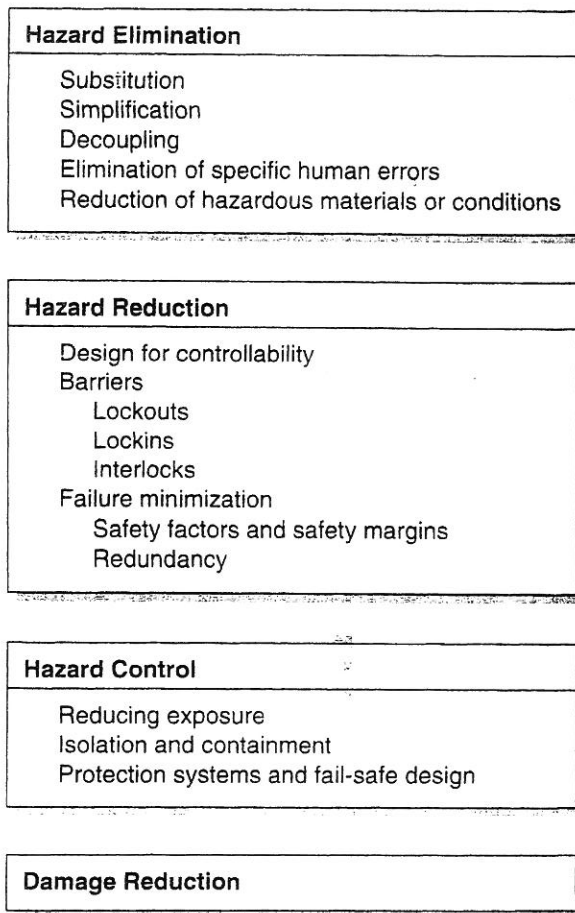 Hazard Elimination
Substitution
Simplification
Decoupling
Elimination of specific human errors
Reduction of hazardous materials or conditions
Hazard Reduction
Design for controllability
Barriers
Lockouts
Lockins
Interlocks
Failure minimization
Safety factors and safety margins
Redundancy
Hazard Control
Reducing exposure
Isolation and containment
Protection systems and fail-safe design
Damage Reduction